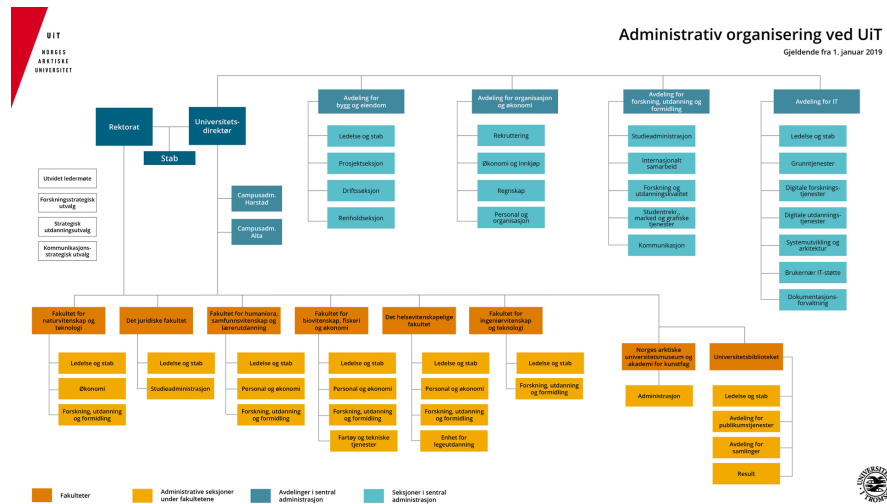 UiT
NORGES
ARKTISKE
UNIVERSITET
Administrativ organisering ved UiT
Gjeldende fra 1. januar 2019
Rektorat
Universitets-
direktør
Stab
Utvidet ledermøte
Forskningsstrategisk
utvalg
Strategisk
utdanningsutvalg
Kommunikasjons-
strategisk utvalg
Campusadm.
Harstad
Campusadm.
Alta
Avdeling for
bygg og eiendom
Ledelse og stab
Prosjektseksjon
Driftsseksjon
Renholdseksjon
Avdeling for organisasjon
og økonomi
Rekruttering
Økonomi og innkjøp
Regnskap
Personal og
organisasjon
Avdeling for
forskning, utdanning og
formidling
Studieadministrasjon
Internasjonalt
samarbeid
Forskning og
utdanningskvalitet
Studentrekr.,
marked og grafiske
tjenester
Kommunikasjon
Avdeling for IT
Ledelse og stab
Grunntjenester
Digitale forsknings-
tjenester
Digitale utdannings-
tjenester
Systemutvikling og
arkitektur
Brukernær IT-støtte
Dokumentasjons-
forvaltning
Fakultet for
naturvitenskap og
teknologi
Ledelse og stab
Økonomi
Forskning, utdanning
og formidling
Det juridiske fakultet
Ledelse og stab
Studieadministrasjon
Fakultet for humaniora,
samfunnsvitenskap og
lærerutdanning
Ledelse og stab
Personal og økonomi
Forskning, utdanning
og formidling
Fakultet for
biovitenskap, fiskeri
og økonomi
Ledelse og stab
Personal og økonomi
Forskning, utdanning
og formidling
Fartøy og tekniske
tjenester
Det helsevitenskapelige
fakultet
Ledelse og stab
Personal og økonomi
Forskning, utdanning
og formidling
Enhet for
legeutdanning
Fakultet for
ingeniørvitenskap
og teknologi
Ledelse og stab
Forskning, utdanning
og formidling
Norges arktiske
universitetsmuseum og
akademi for kunstfag
Administrasjon
Universitetsbiblioteket
Ledelse og stab
Avdeling for
publikumstjenester
Avdeling for
samlinger
Result
Fakulteter
Administrative seksjoner
under fakultetene
Avdelinger i sentral
administrasjon
Seksjoner i sentral
administrasjon